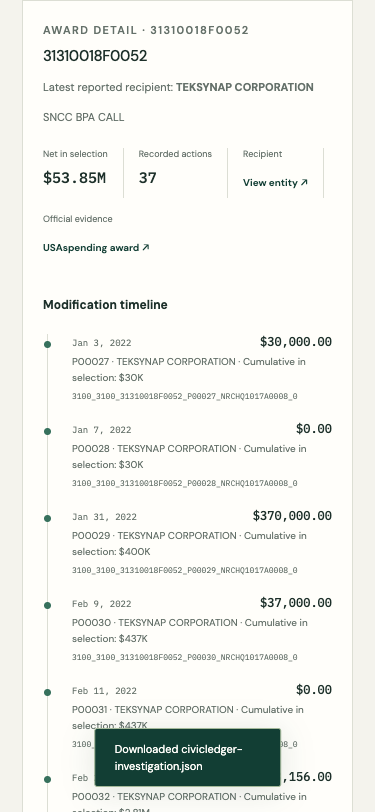 AWARD DETAIL · 31310018F0052
31310018F0052
Latest reported recipient: TEKSYNAP CORPORATION
SNCC BPA CALL
Net in selection
$53.85M
Recorded actions
37
Recipient
View entity ↗
Official evidence
USAspending award ↗
Modification timeline
Jan 3, 2022 $30,000.00
P00027 · TEKSYNAP CORPORATION · Cumulative in
selection: $30K
3100_3100_31310018F0052_P00027_NRCHQ1017A0008_0
Jan 7, 2022 $0.00
P00028 · TEKSYNAP CORPORATION · Cumulative in
selection: $30K
3100_3100_31310018F0052_P00028_NRCHQ1017A0008_0
Jan 31, 2022 $370,000.00
P00029 · TEKSYNAP CORPORATION · Cumulative in
selection: $400K
3100_3100_31310018F0052_P00029_NRCHQ1017A0008_0
Feb 9, 2022 $37,000.00
P00030 · TEKSYNAP CORPORATION · Cumulative in
selection: $437K
3100_3100_31310018F0052_P00030_NRCHQ1017A0008_0
Feb 11, 2022 $0.00
P00031 · TEKSYNAP CORPORATION · Cumulative in
selection: $437K
Downloaded civicledger-
investigation.json
Feb ,156.00
P00032 · TEKSYNAP CORPORATION · Cumulative in